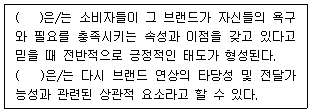 (   )은/는 소비자들이 그 브랜드가 자신들의 욕구
와 필요를 충족시키는 속성과 이점을 갖고 있다고
믿을 때 전반적으로 긍정적인 태도가 형성된다.
(   )은/는 다시 브랜드 연상의 타당성 및 전달가
능성과 관련된 상관적 요소라고 할 수 있다.